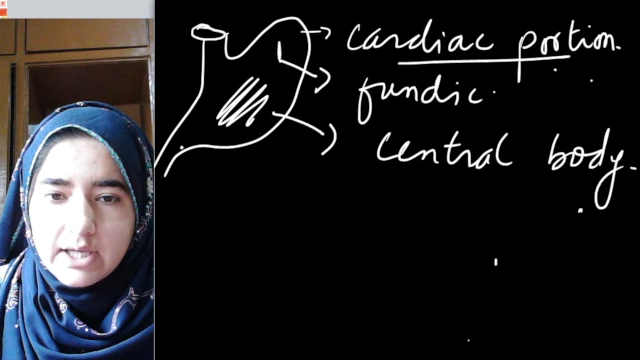 cardiac portion.
fundic.
central body.